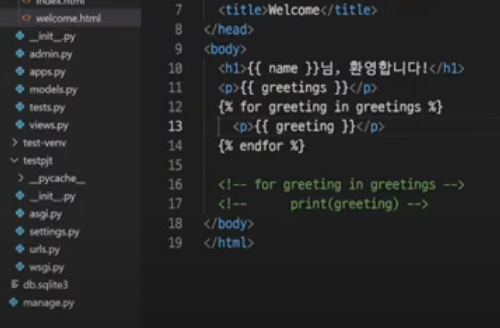 index.html
welcome.html
__init__.py
admin.py
apps.py
models.py
tests.py
views.py
test-venv
testpjt
__pycache__
__init__.py
asgi.py
settings.py
urls.py
wsgi.py
db.sqlite3
manage.py
7 <title>Welcome</title>
8 </head>
9 <body>
10 <h1>{{ name }}님, 환영합니다!</h1>
11 <p>{{ greetings }}</p>
12 {% for greeting in greetings %}
13 <p>{{ greeting }}</p>
14 {% endfor %}
15
16 <!-- for greeting in greetings -->
17 <!-- print(greeting) -->
18 </body>
19 </html>